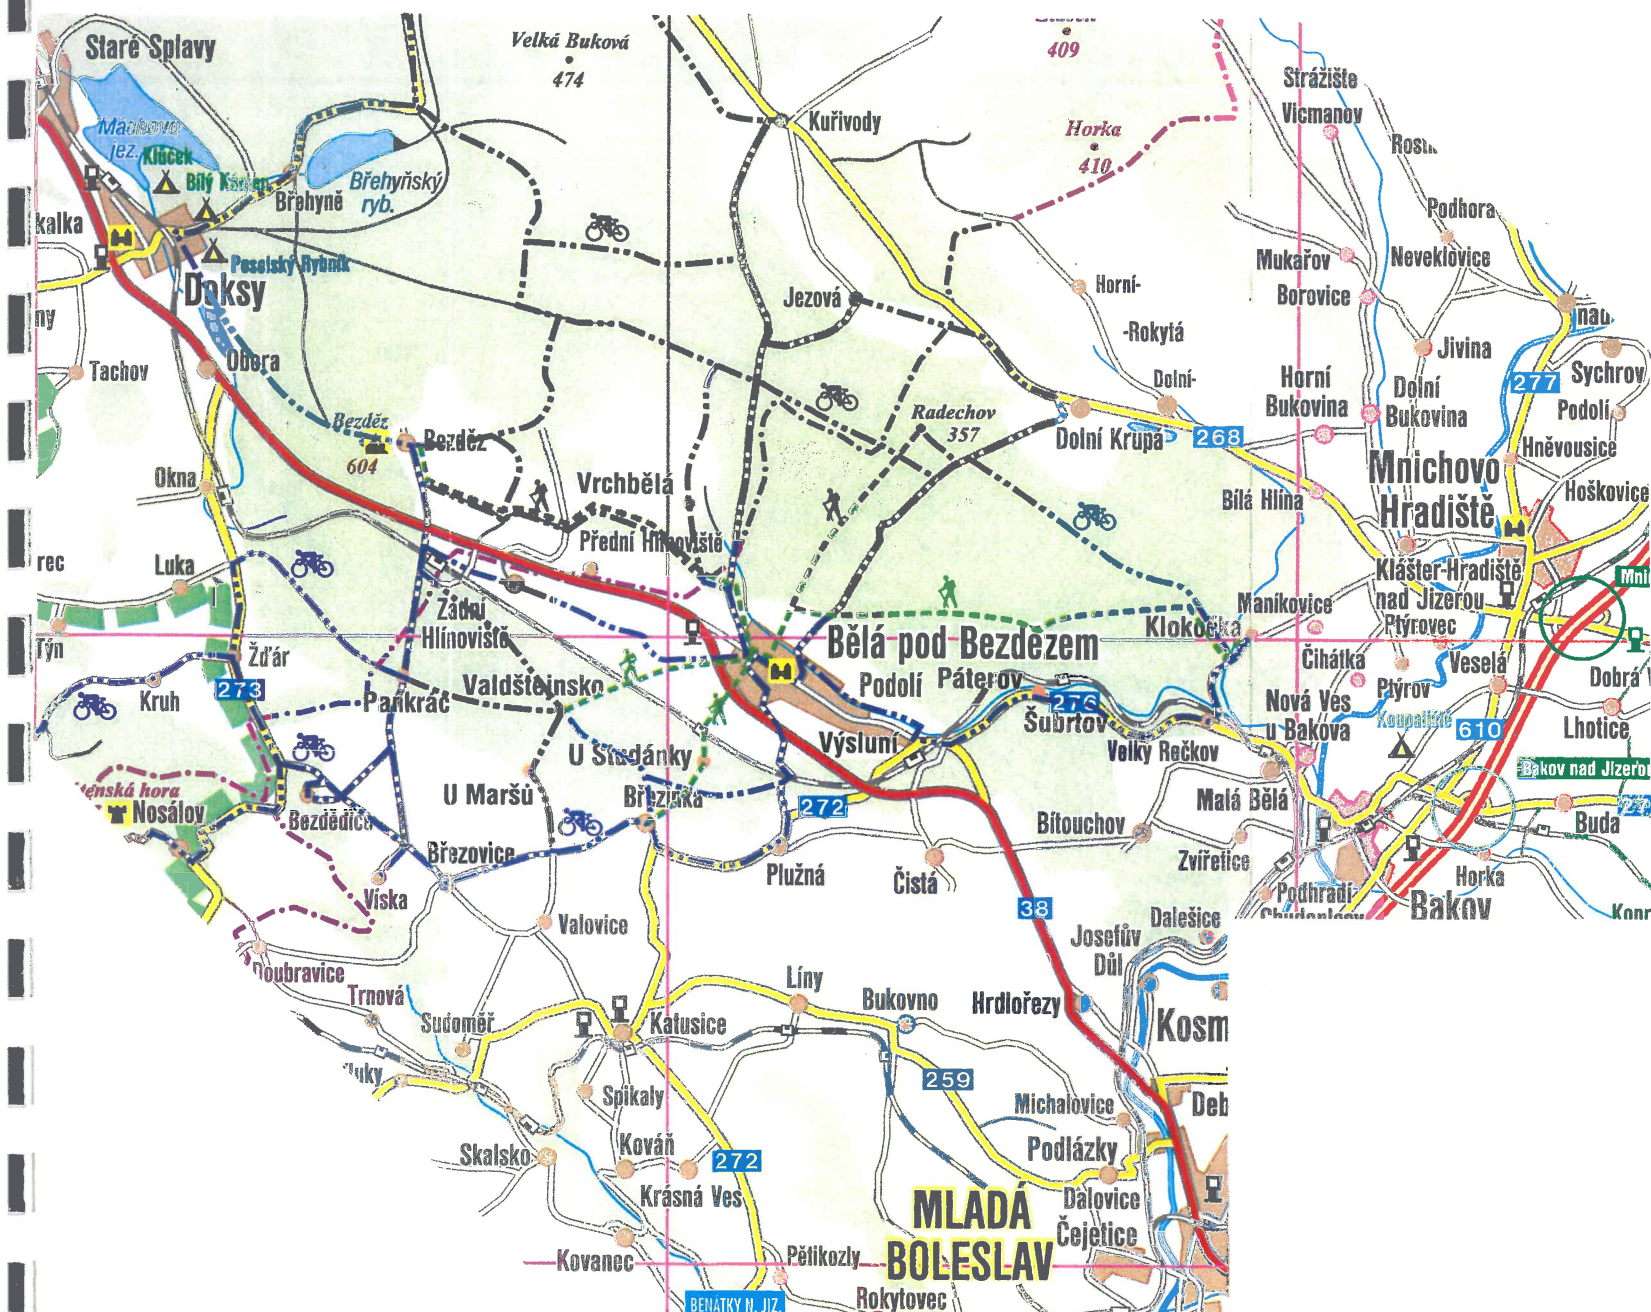 Staré Splavy
Velká Buková
474
409
Strážiště
Vicmanov
Kuřivody
Horka
410
Máchovo
jez.
Klůček
Bílý Kámen
Břehyně
Břehyňský
ryb.
Podhora
Neveklovice
Mukařov
Borovice
Doksy
Poselský Rybník
Jezová
Horní-
-Rokytá
Dolní-
Tachov
Obora
Jivina
Sychrov
277
Horní
Bukovina
Dolní
Bukovina
Podolí
Bezděz
604
Bezděz
Radechov
357
Dolní Krupá
268
Hněvousice
Mnichovo
Hradiště
Hoškovice
Okna
Vrchbělá
Bílá Hlína
Přední Hlínoviště
Luka
Klášter-Hradiště
nad Jizerou
Zadní
Hlínoviště
Maníkovice
Ptýrovec
Klokočka
Týn
Žďár
Bělá pod Bezdězem
Čihátka
Veselá
Kruh
273
Pankrác
Valdštejnsko
Podolí
Páterov
276
Šubrtov
Ptýrov
Koupaliště
Dobrá
Nová Ves
u Bakova
Lhotice
610
U Studánky
Výsluní
Velký Rečkov
Bakov nad Jizerou
Nosálov
U Maršů
Březinka
272
Malá Bělá
Buda
Bezdědice
Bítouchov
Březovice
Plužná
Čistá
Zvířetice
Horka
Víska
Podhradí
Bakov
38
Valovice
Dalešice
Josefův
Důl
Doubravice
Trnová
Líny
Bukovno
Hrdlořezy
Sudoměř
Katusice
Kosm
259
Spikaly
Michalovice
Skalsko
Kováň
272
Podlázky
Krásná Ves
Dalovice
MLADÁ
BOLESLAV
Čejetice
Kovanec
Pětikozly
Rokytovec
BENÁTKY N. JIZ.